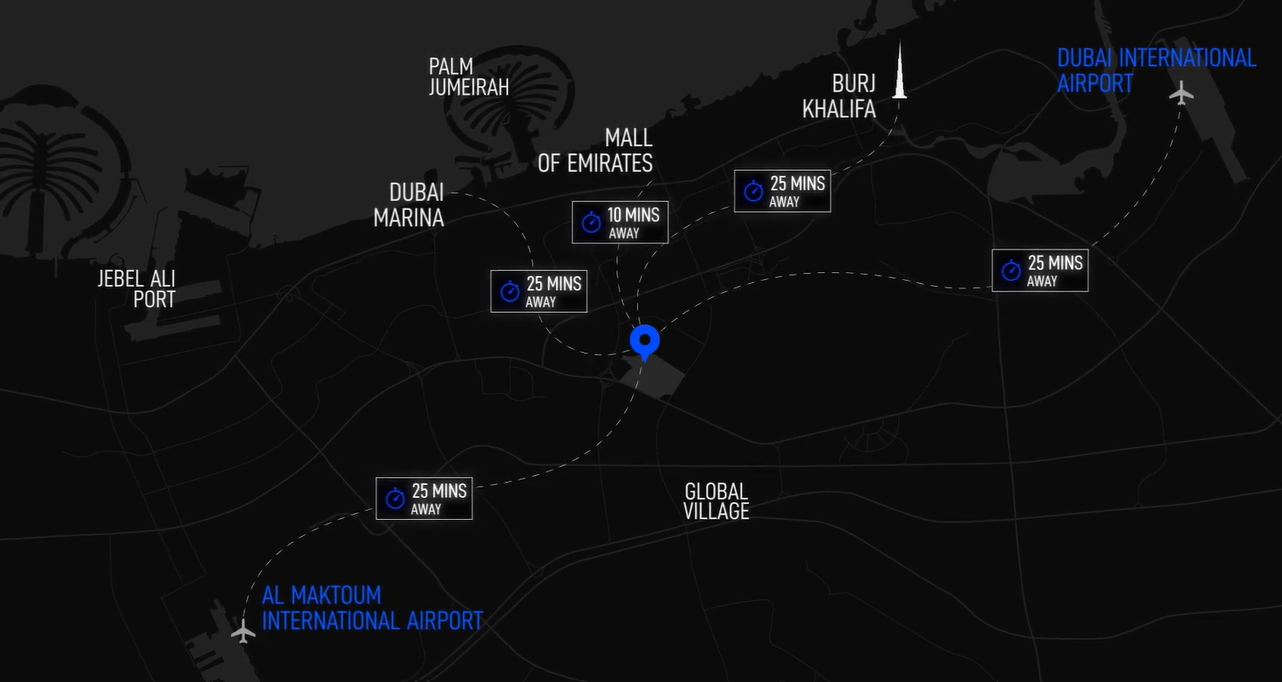 PALM
JUMEIRAH
BURJ
KHALIFA
DUBAI INTERNATIONAL
AIRPORT
MALL
OF EMIRATES
DUBAI
MARINA
25 MINS
AWAY
10 MINS
AWAY
JEBEL ALI
PORT
25 MINS
AWAY
25 MINS
AWAY
25 MINS
AWAY
GLOBAL
VILLAGE
AL MAKTOUM
INTERNATIONAL AIRPORT